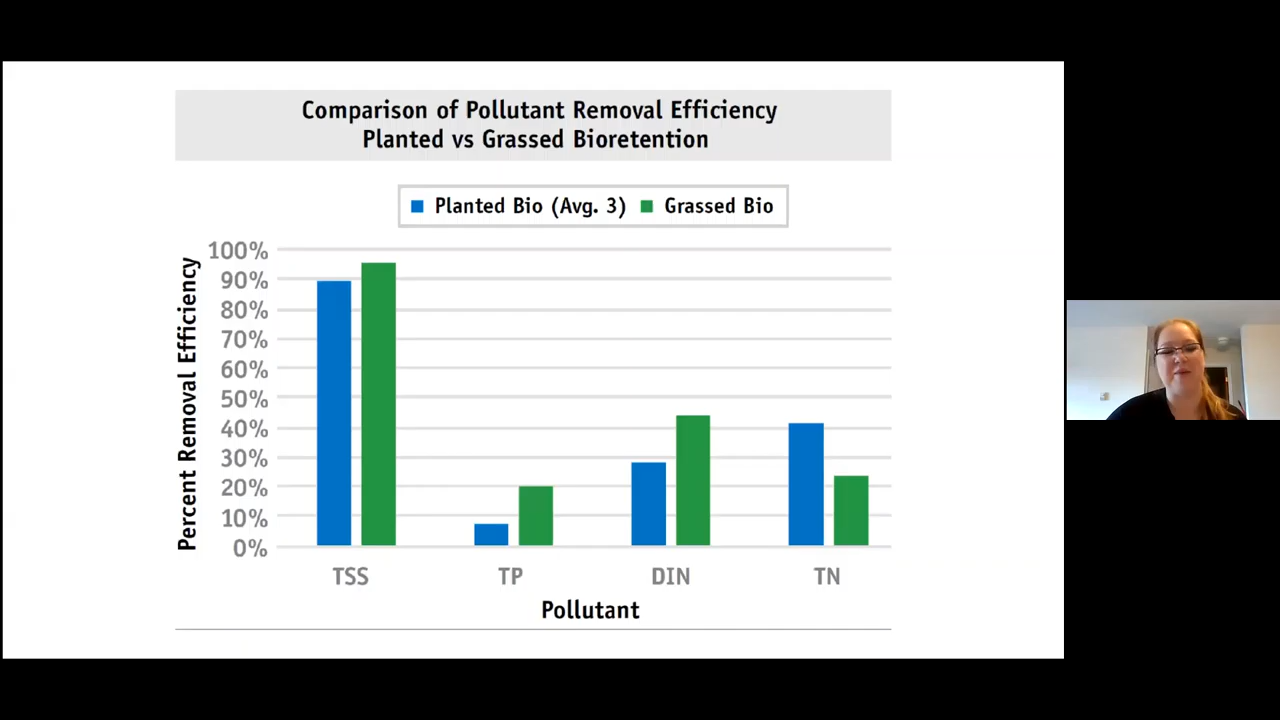 Comparison of Pollutant Removal Efficiency
Planted vs Grassed Bioretention
Planted Bio (Avg. 3) Grassed Bio
Percent Removal Efficiency
100%
90%
80%
70%
60%
50%
40%
30%
20%
10%
0%
TSS TP DIN TN
Pollutant